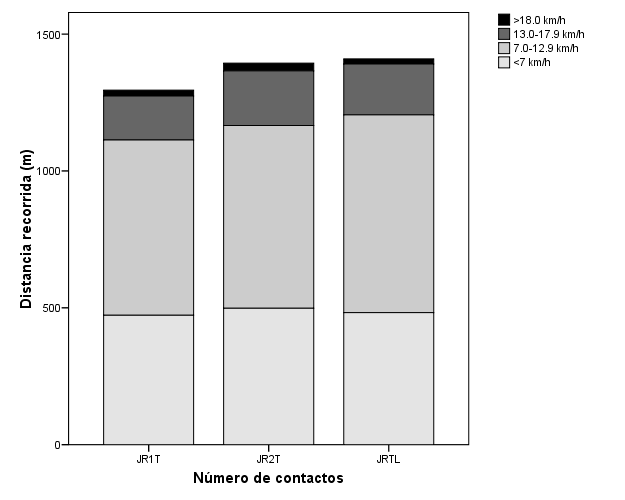 >18.0 km/h
13.0-17.9 km/h
7.0-12.9 km/h
<7 km/h
Distancia recorrida (m)
1500
1000
500
0
JR1T JR2T JRTL
Número de contactos